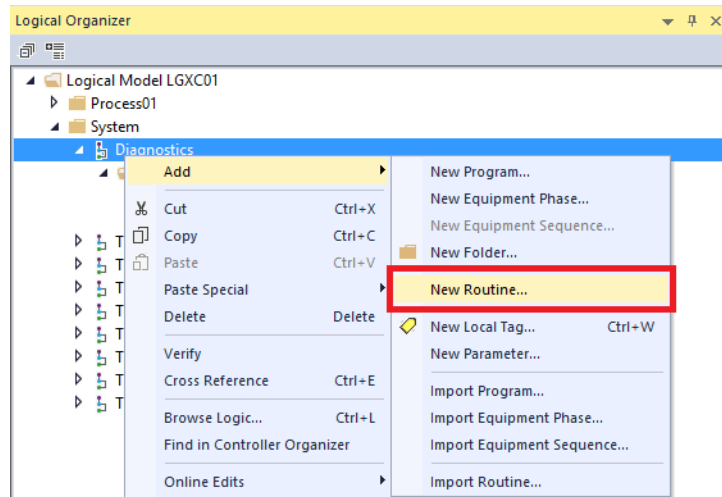 Logical Organizer
Logical Model LGXC01
Process01
System
Diagnostics
T
T
T
T
T
T
T
T
Add
Cut Ctrl+X
Copy Ctrl+C
Paste Ctrl+V
Paste Special
Delete Delete
Verify
Cross Reference Ctrl+E
Browse Logic... Ctrl+L
Find in Controller Organizer
Online Edits
New Program...
New Equipment Phase...
New Equipment Sequence...
New Folder...
New Routine...
New Local Tag... Ctrl+W
New Parameter...
Import Program...
Import Equipment Phase...
Import Equipment Sequence...
Import Routine...